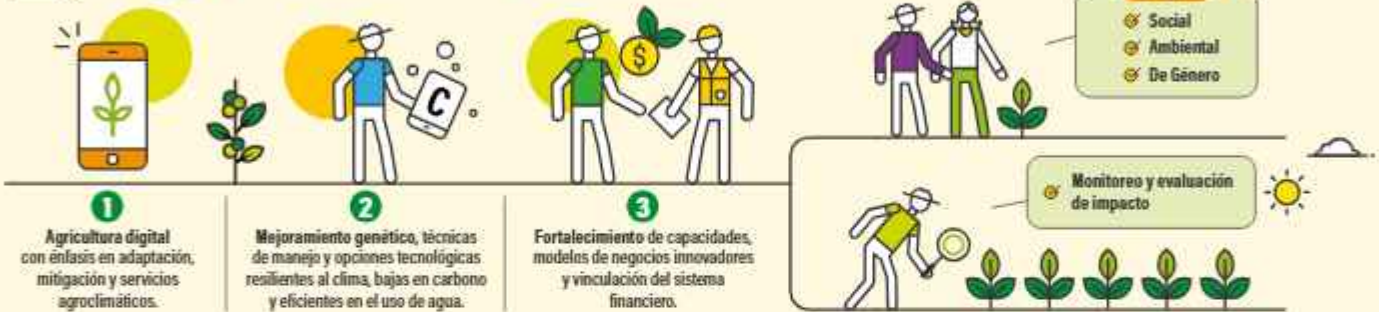 1
Agricultura digital
con énfasis en adaptación,
mitigación y servicios
agroclimáticos.
2
Mejoramiento genético, técnicas
de manejo y opciones tecnológicas
resilientes al clima, bajas en carbono
y eficientes en el uso de agua.
C
3
Fortalecimiento de capacidades,
modelos de negocios innovadores
y vinculación del sistema
financiero.
$
Social
Ambiental
De Género
Monitoreo y evaluación
de impacto